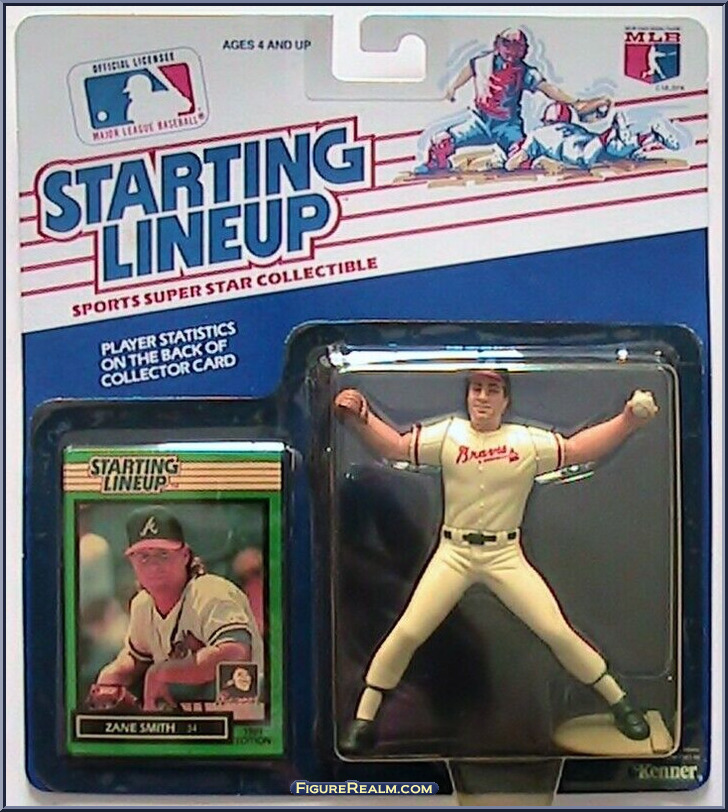 OFFICIAL LICENSEE
MAJOR LEAGUE BASEBALL
AGES 4 AND UP
MLB
STARTING
LINEUP
SPORTS SUPER STAR COLLECTIBLE
PLAYER STATISTICS
ON THE BACK OF
COLLECTOR CARD
STARTING
LINEUP
A
ZANE SMITH 34
EDITION
Braves
Kenner
FIGUREREALM.COM